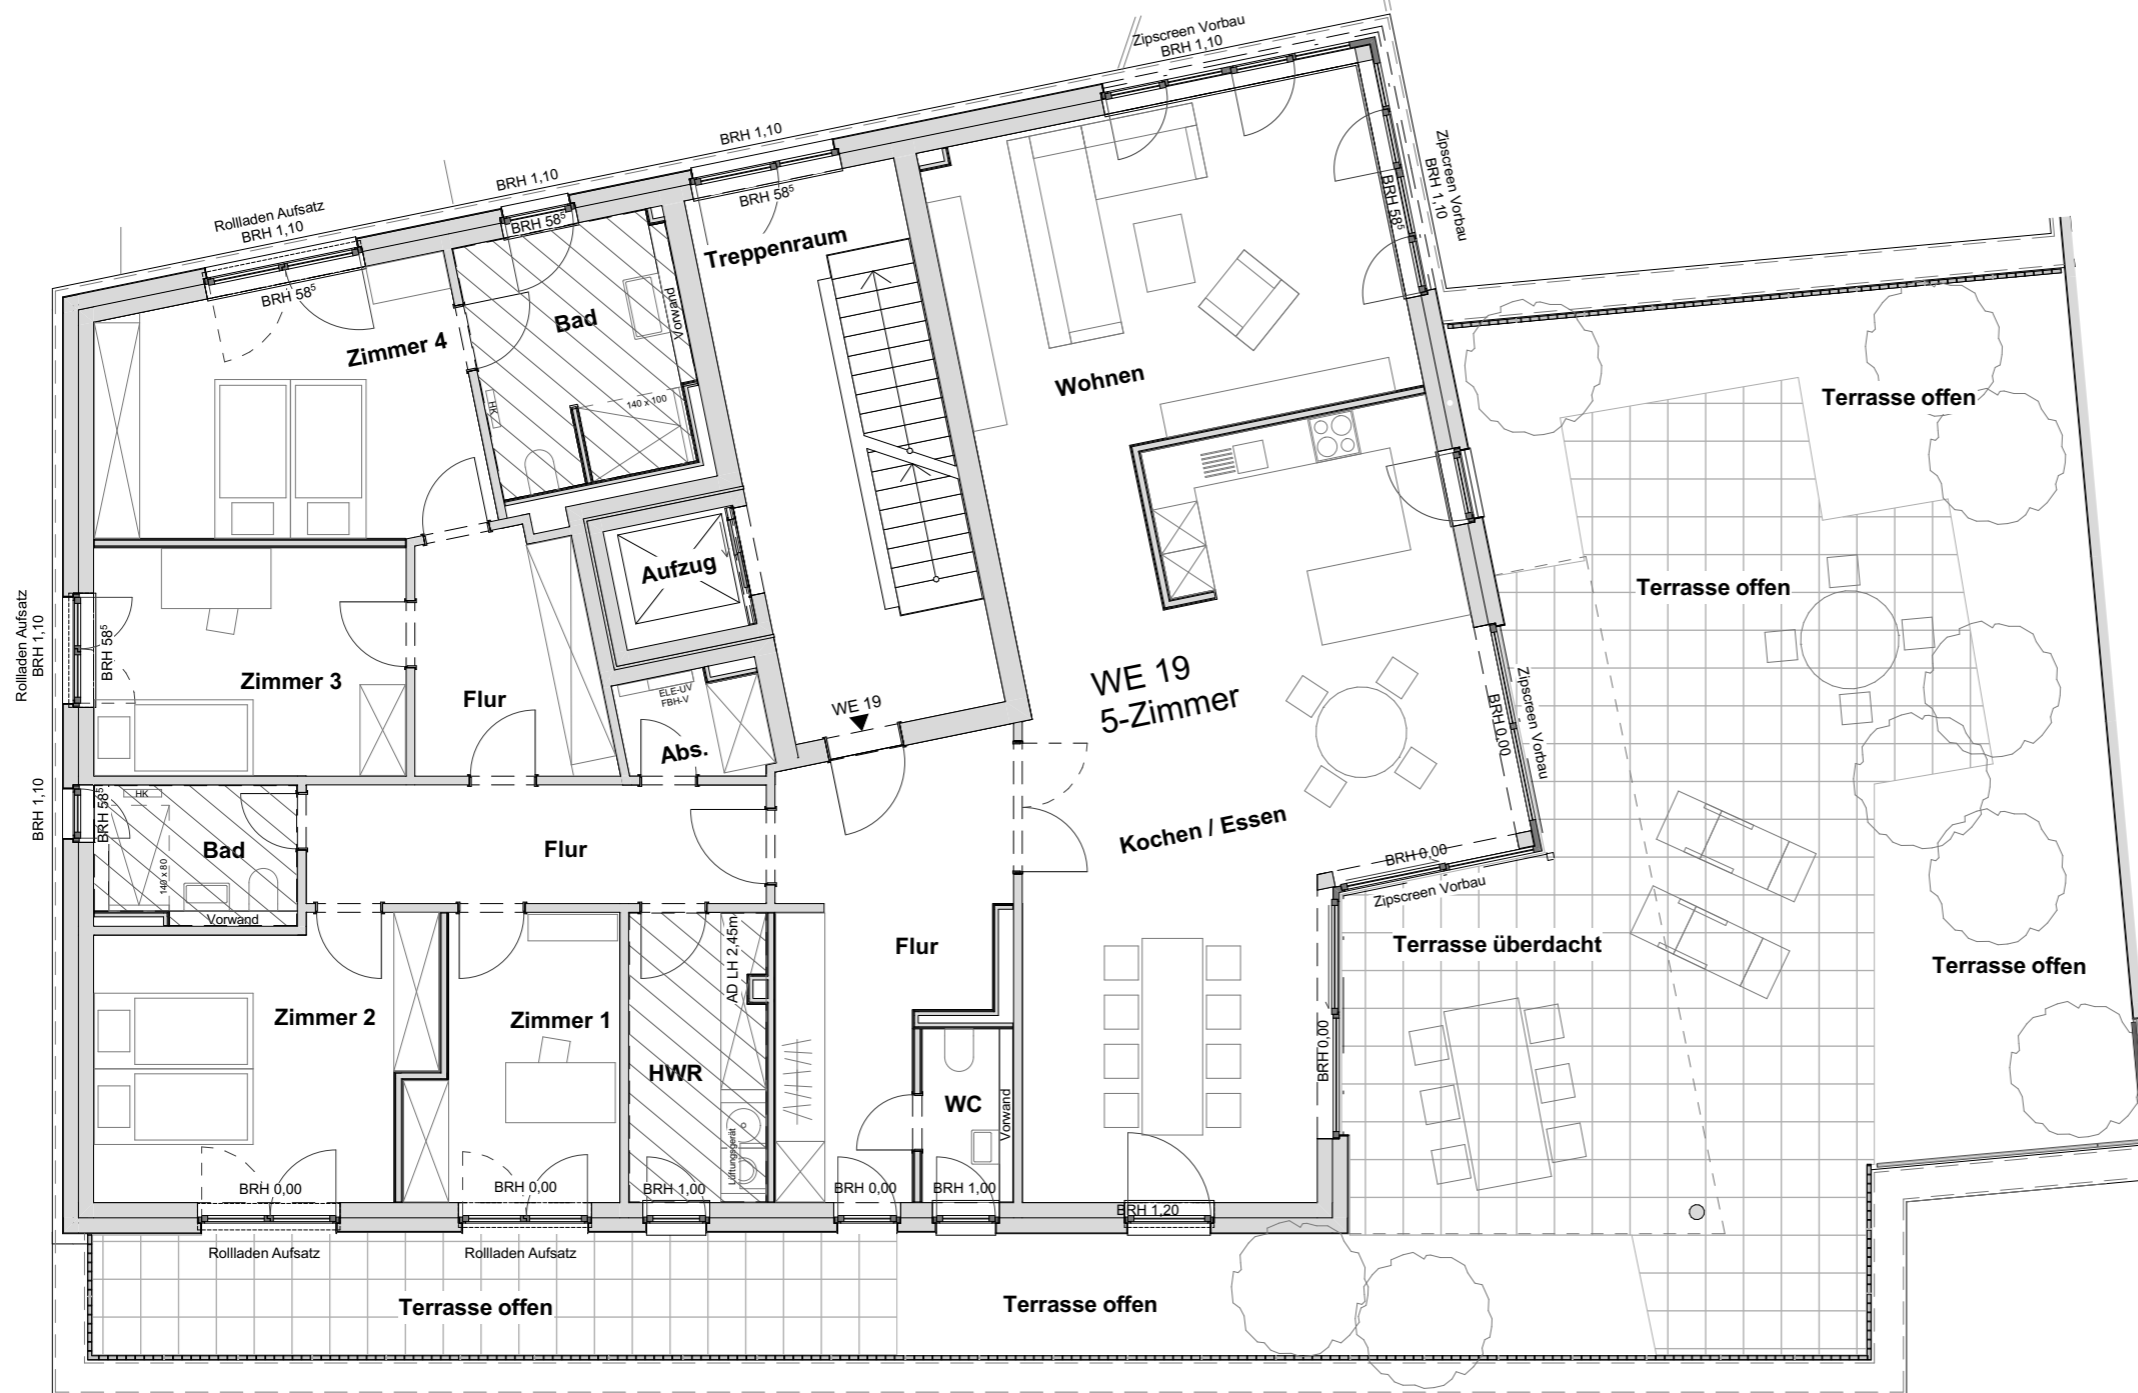 Zipscreen Vorbau
BRH 1,10
BRH 1,10
BRH 1,10
Rollladen Aufsatz
BRH 1,10
BRH 58⁵
BRH 58⁵
BRH 58⁵
Zipscreen Vorbau
BRH 1,10
BRH 58⁵
Treppenraum
Bad
Vorwand
Zimmer 4
HK
140 x 100
Wohnen
Terrasse offen
Aufzug
Terrasse offen
Rollladen Aufsatz
BRH 1,10
BRH 58⁵
Zimmer 3
Flur
ELE-UV
FBH-V
Abs.
WE 19
WE 19
5-Zimmer
Zipscreen Vorbau
BRH 0,00
BRH 1,10
BRH 58⁵
HK
Bad
140 x 80
Vorwand
Flur
Kochen / Essen
BRH 0,00
Zipscreen Vorbau
Terrasse überdacht
Terrasse offen
Flur
AD LH 2,45m
Zimmer 2
Zimmer 1
HWR
Lüftungsgerät
WC
Vorwand
BRH 0,00
BRH 0,00
BRH 0,00
BRH 1,00
BRH 0,00
BRH 1,00
BRH 1,20
Rollladen Aufsatz
Rollladen Aufsatz
Terrasse offen
Terrasse offen